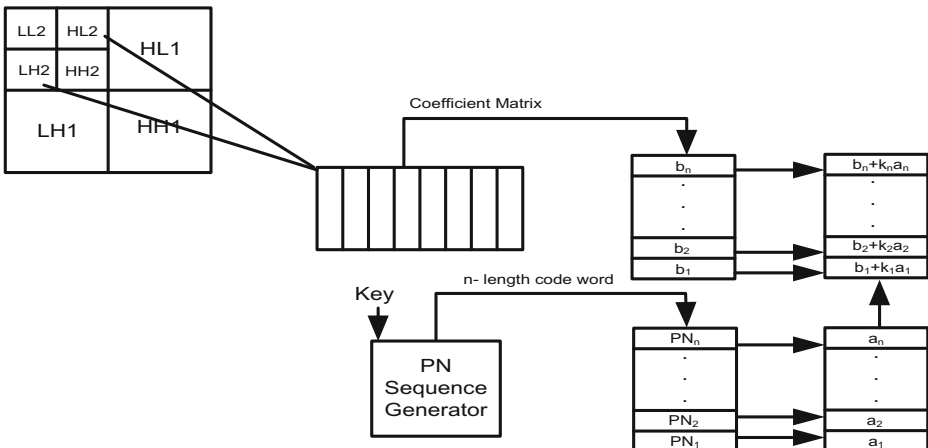 LL2 HL2
HL1
LH2 HH2
LH1 HH1
Coefficient Matrix
bₙ bₙ+kₙaₙ
. .
. .
. .
b₂ b₂+k₂a₂
b₁ b₁+k₁a₁
n- length code word
Key
PN
Sequence
Generator
PNₙ aₙ
. .
. .
. .
PN₂ a₂
PN₁ a₁